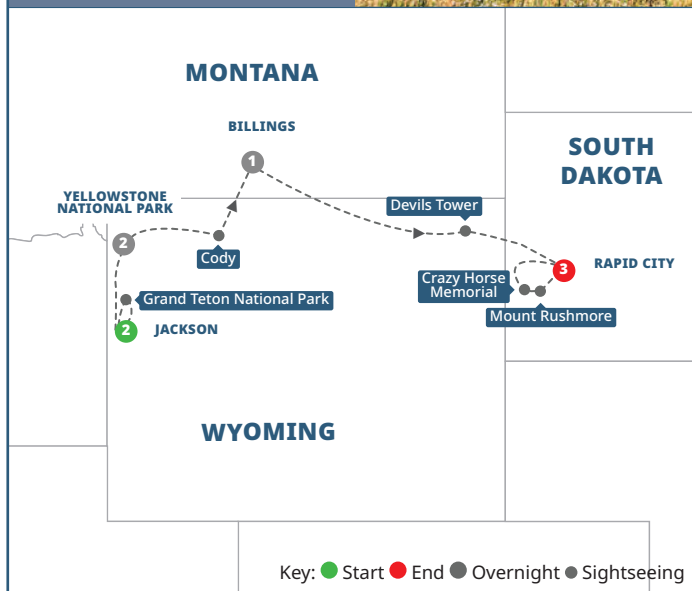 MONTANA
BILLINGS
1
SOUTH
DAKOTA
YELLOWSTONE
NATIONAL PARK
Devils Tower
2
Cody
3
RAPID CITY
Crazy Horse
Memorial
Grand Teton National Park
Mount Rushmore
2
JACKSON
WYOMING
Key: Start End Overnight Sightseeing